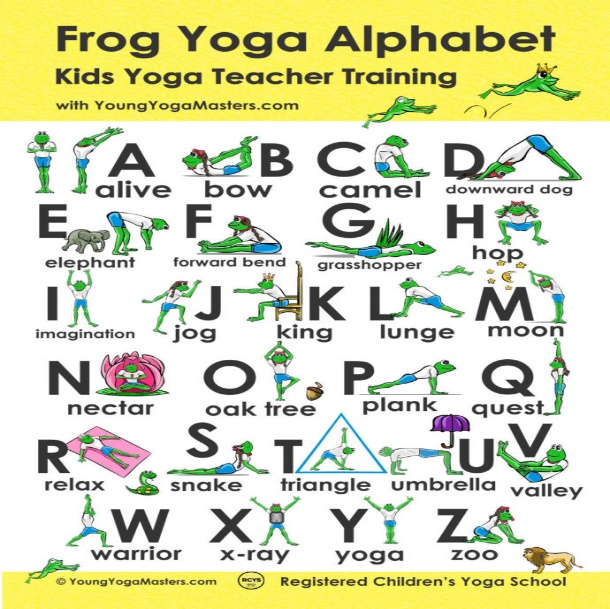 Frog Yoga Alphabet
Kids Yoga Teacher Training
with YoungYogaMasters.com
A B C D
alive bow camel downward dog
E F G H
elephant forward bend grasshopper hop
I J K L M
imagination jog king lunge moon
N O P Q
nectar oak tree plank quest
R S T U V
relax snake triangle umbrella valley
W X Y Z
warrior x-ray yoga zoo
© YoungYogaMasters.com RCYS Registered Children's Yoga School